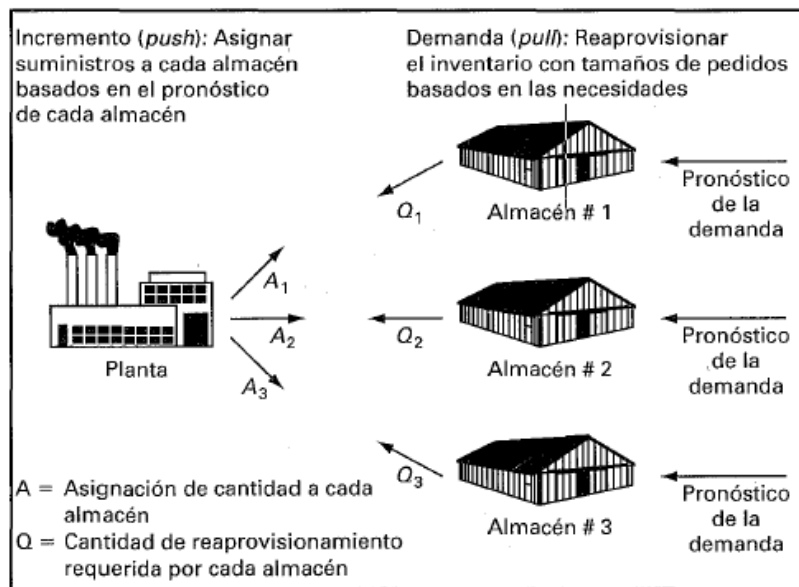 Incremento (push): Asignar
suministros a cada almacén
basados en el pronóstico
de cada almacén
Demanda (pull): Reaprovisionar
el inventario con tamaños de pedidos
basados en las necesidades
Q1
Almacén # 1
Pronóstico
de la
demanda
A1
A2
A3
Planta
Q2
Almacén # 2
Pronóstico
de la
demanda
Q3
Almacén # 3
Pronóstico
de la
demanda
A = Asignación de cantidad a cada
almacén
Q = Cantidad de reaprovisionamiento
requerida por cada almacén